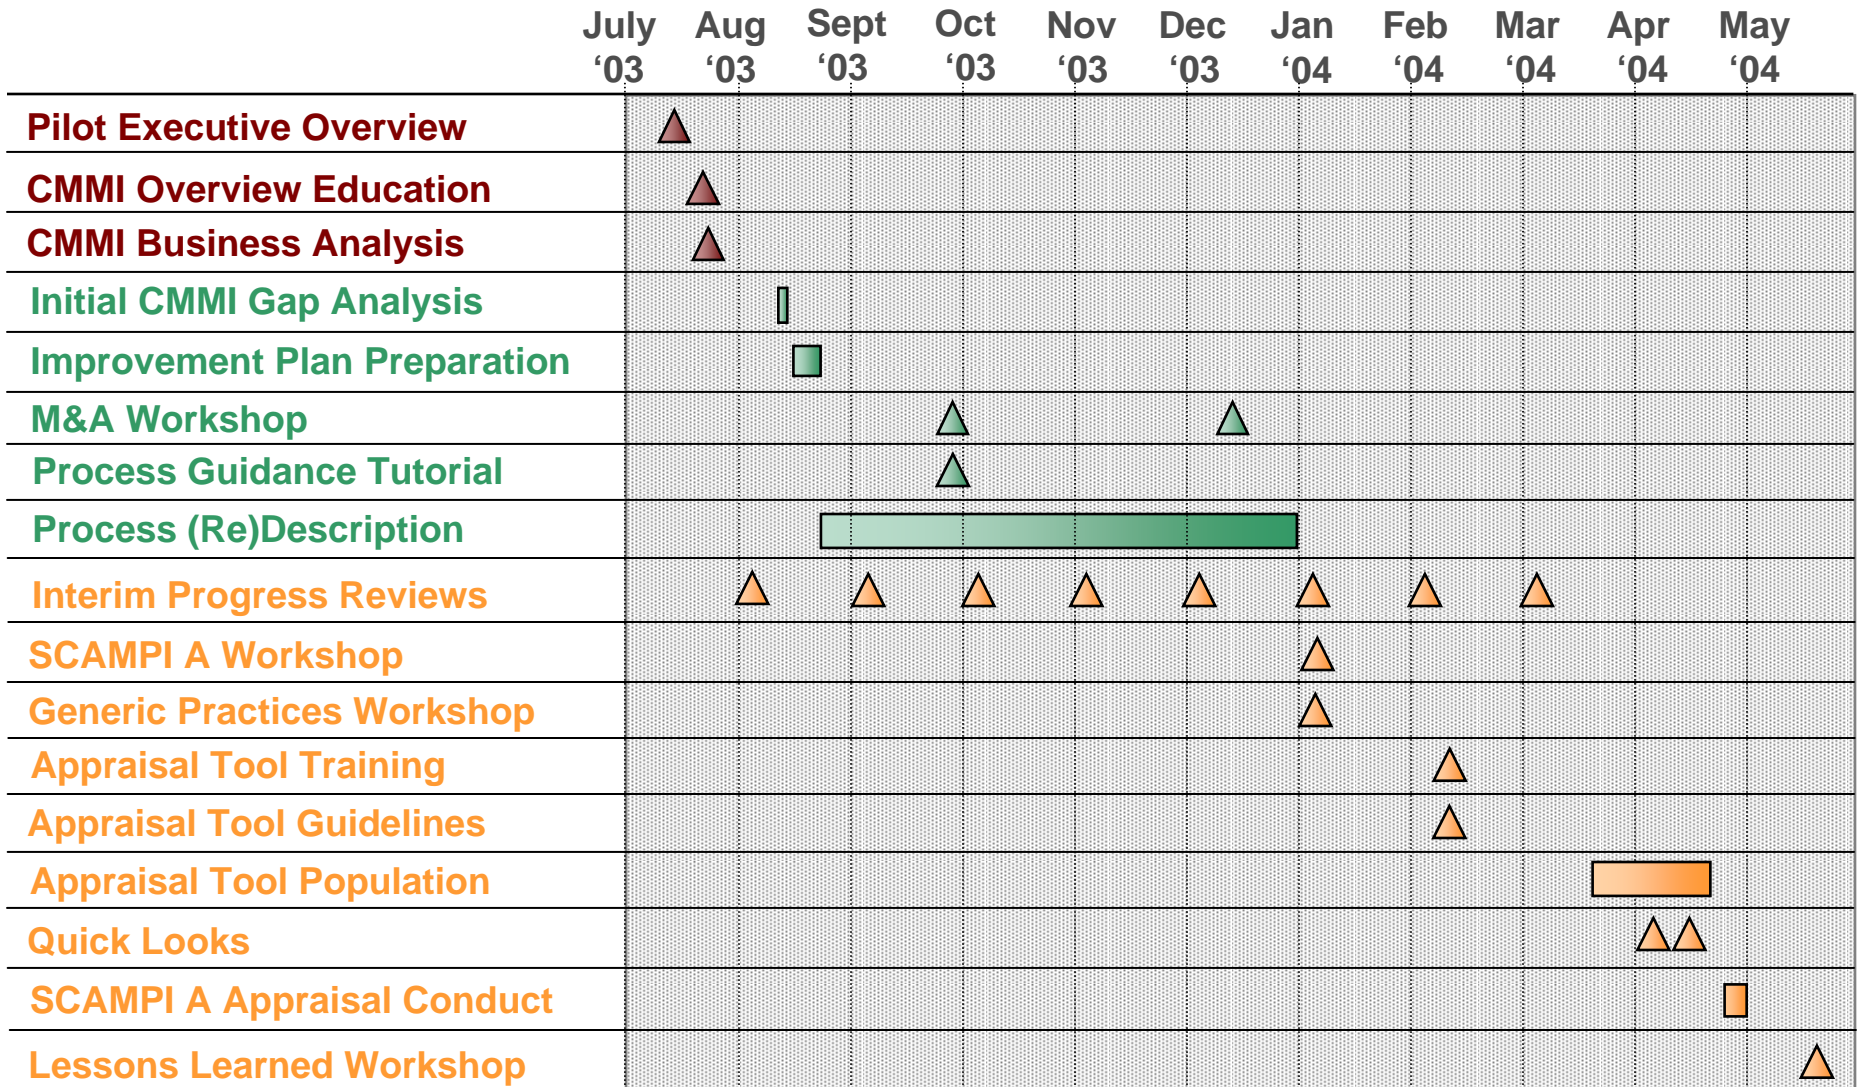 July Aug Sept Oct Nov Dec Jan Feb Mar Apr May
‘03 ‘03 ‘03 ‘03 ‘03 ‘03 ‘04 ‘04 ‘04 ‘04 ‘04
Pilot Executive Overview
CMMI Overview Education
CMMI Business Analysis
Initial CMMI Gap Analysis
Improvement Plan Preparation
M&A Workshop
Process Guidance Tutorial
Process (Re)Description
Interim Progress Reviews
SCAMPI A Workshop
Generic Practices Workshop
Appraisal Tool Training
Appraisal Tool Guidelines
Appraisal Tool Population
Quick Looks
SCAMPI A Appraisal Conduct
Lessons Learned Workshop